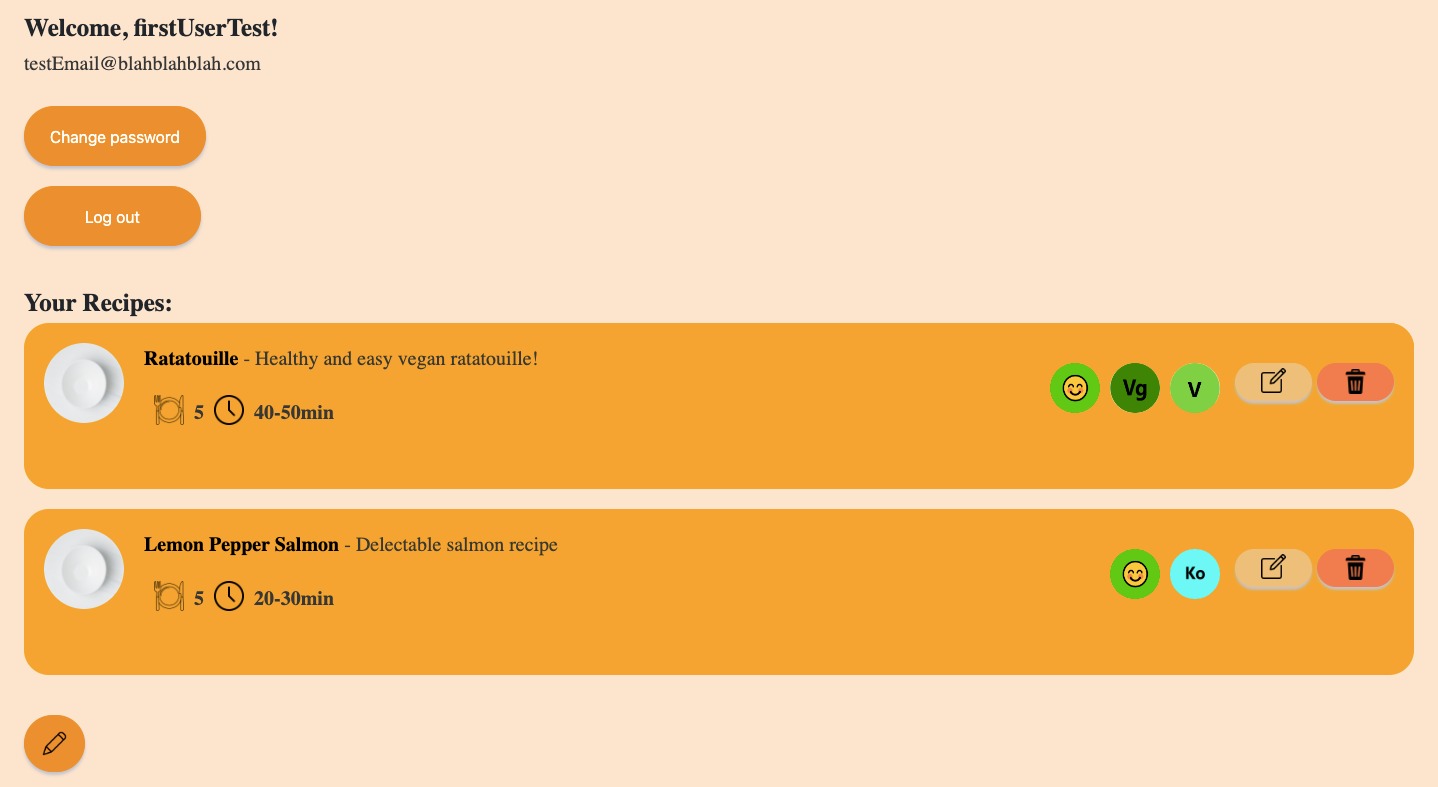 Welcome, firstUserTest!
testEmail@blahblahblah.com
Change password
Log out
Your Recipes:
Ratatouille - Healthy and easy vegan ratatouille!
5 40-50min
Vg V
Lemon Pepper Salmon - Delectable salmon recipe
5 20-30min
Ko